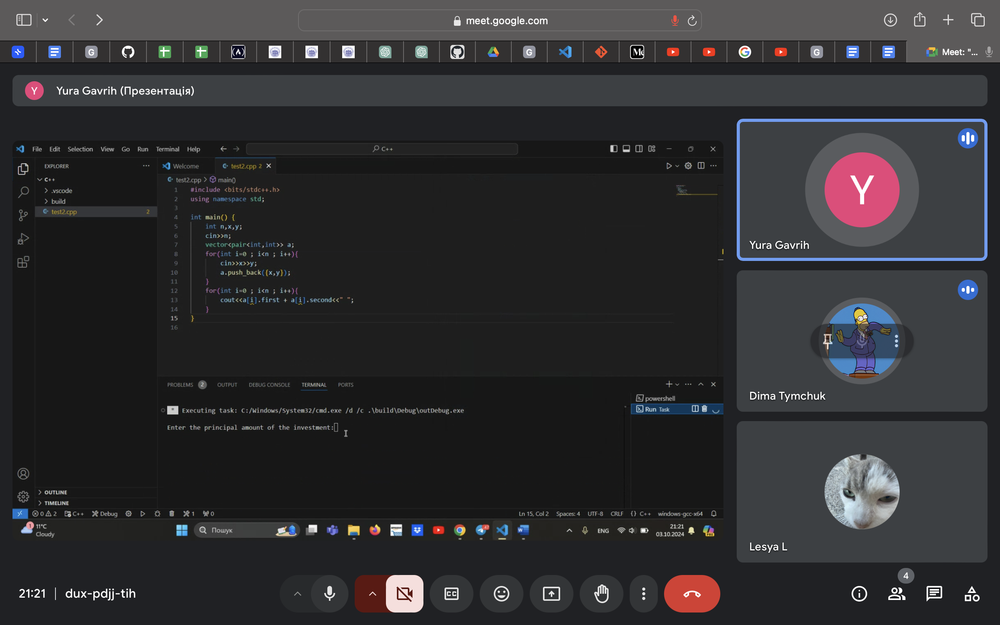 meet.google.com
Meet: "...
Y
Yura Gavrih (Презентація)
File Edit Selection View Go Run Terminal Help
C++
EXPLORER
C++
.vscode
build
test2.cpp 2
Welcome
test2.cpp 2
test2.cpp > main()
1 #include <bits/stdc++.h>
2 using namespace std;
3
4 int main() {
5 int n,x,y;
6 cin>>n;
7 vector<pair<int,int>> a;
8 for(int i=0 ; i<n ; i++){
9 cin>>x>>y;
10 a.push_back({x,y});
11 }
12 for(int i=0 ; i<n ; i++){
13 cout<<a[i].first + a[i].second<<" ";
14 }
15 }
16
PROBLEMS 2 OUTPUT DEBUG CONSOLE TERMINAL PORTS
powershell
Run Task
* Executing task: C:/Windows/System32/cmd.exe /d /c .\build\Debug\outDebug.exe
Enter the principal amount of the investment:
OUTLINE
TIMELINE
0 2 C++ Debug 1 0
Ln 15, Col 2 Spaces: 4 UTF-8 CRLF {} C++ windows-gcc-x64
1
11°C
Cloudy
Пошук
47
ENG
21:21
03.10.2024
PRE
Y
Yura Gavrih
Dima Tymchuk
Lesya L
21:21 | dux-pdjj-tih
CC
4